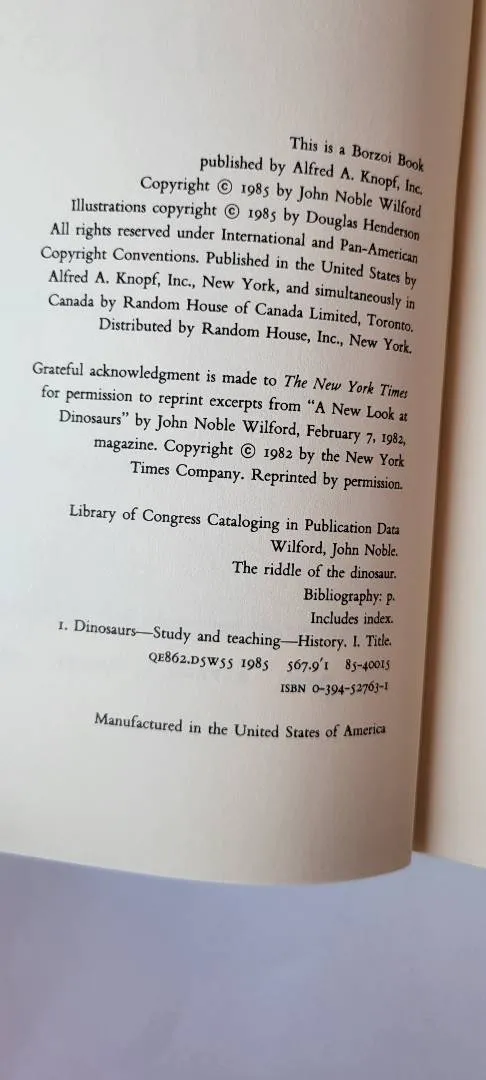 This is a Borzoi Book
published by Alfred A. Knopf, Inc.
Copyright © 1985 by John Noble Wilford
Illustrations copyright © 1985 by Douglas Henderson
All rights reserved under International and Pan-American
Copyright Conventions. Published in the United States by
Alfred A. Knopf, Inc., New York, and simultaneously in
Canada by Random House of Canada Limited, Toronto.
Distributed by Random House, Inc., New York.
Grateful acknowledgment is made to The New York Times
for permission to reprint excerpts from “A New Look at
Dinosaurs” by John Noble Wilford, February 7, 1982,
magazine. Copyright © 1982 by the New York
Times Company. Reprinted by permission.
Library of Congress Cataloging in Publication Data
Wilford, John Noble.
The riddle of the dinosaur.
Bibliography: p.
Includes index.
1. Dinosaurs—Study and teaching—History. I. Title.
QE862.D5W55 1985 567.9′1 85-40015
ISBN 0-394-52763-1
Manufactured in the United States of America